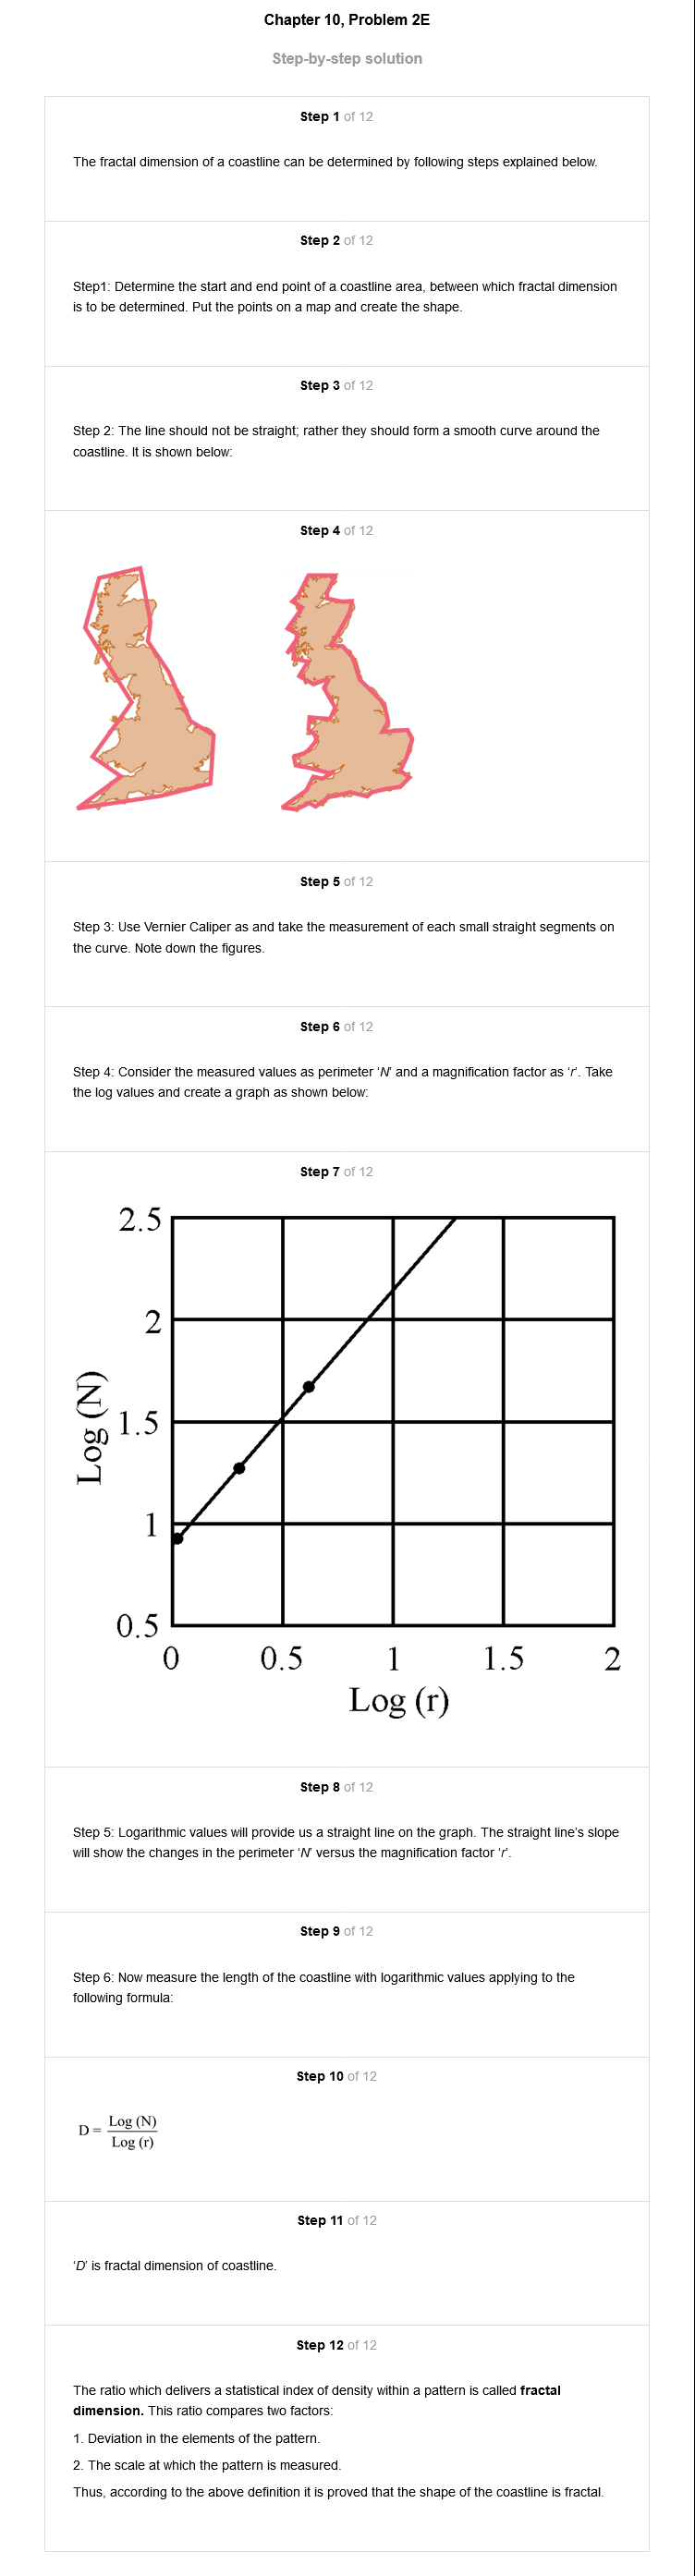 Chapter 10, Problem 2E
Step-by-step solution
Step 1 of 12
The fractal dimension of a coastline can be determined by following steps explained below.
Step 2 of 12
Step1: Determine the start and end point of a coastline area, between which fractal dimension
is to be determined. Put the points on a map and create the shape.
Step 3 of 12
Step 2: The line should not be straight; rather they should form a smooth curve around the
coastline. It is shown below:
Step 4 of 12
Step 5 of 12
Step 3: Use Vernier Caliper as and take the measurement of each small straight segments on
the curve. Note down the figures.
Step 6 of 12
Step 4: Consider the measured values as perimeter ‘N’ and a magnification factor as ‘r’. Take
the log values and create a graph as shown below:
Step 7 of 12
2.5
2
1.5
1
0.5
Log (N)
0 0.5 1 1.5 2
Log (r)
Step 8 of 12
Step 5: Logarithmic values will provide us a straight line on the graph. The straight line’s slope
will show the changes in the perimeter ‘N’ versus the magnification factor ‘r’.
Step 9 of 12
Step 6: Now measure the length of the coastline with logarithmic values applying to the
following formula:
Step 10 of 12
D = Log (N)
Log (r)
Step 11 of 12
‘D’ is fractal dimension of coastline.
Step 12 of 12
The ratio which delivers a statistical index of density within a pattern is called fractal
dimension. This ratio compares two factors:
1. Deviation in the elements of the pattern.
2. The scale at which the pattern is measured.
Thus, according to the above definition it is proved that the shape of the coastline is fractal.